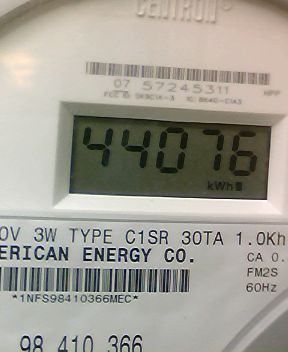 CENTRON®
07 57245311
44076
kWh
0V 3W TYPE C1SR 30TA 1.0Kh
ERICAN ENERGY CO. CA 0.
FM2S
*1NFS98410366MEC* 60Hz
98 410 366